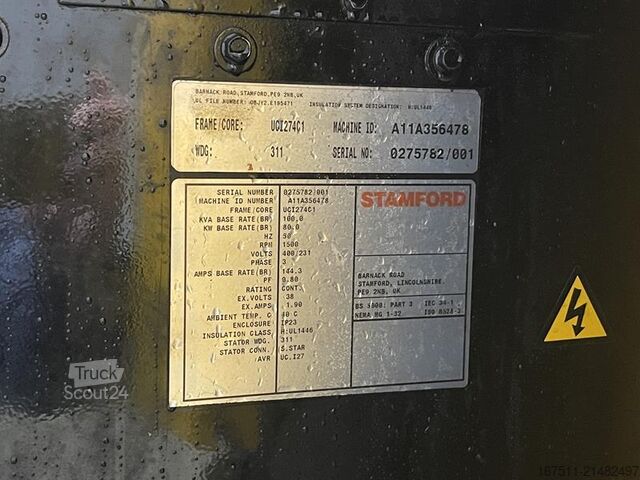 BARNACK ROAD, STAMFORD, PE9 2NB, UK
UL FILE NUMBER: OBJY2.E195471 INSULATION SYSTEM DESIGNATION: H:UL1446
FRAME/CORE: UCI274C1 MACHINE ID: A11A356478
WDG: 311 SERIAL NO: 0275782/001
SERIAL NUMBER 0275782/001
MACHINE ID NUMBER A11A356478
FRAME/CORE UCI274C1
KVA BASE RATE(BR) 100.0
KW BASE RATE(BR) 80.0
HZ 50
RPM 1500
VOLTS 400/231
PHASE 3
AMPS BASE RATE(BR) 144.3
PF 0.80
RATING CONT.
EX.VOLTS 38
EX.AMPS 1.90
AMBIENT TEMP. C 40 C
ENCLOSURE IP23
INSULATION CLASS H:UL1446
STATOR WDG. 311
STATOR CONN. S.STAR
AVR UC.I27
STAMFORD
BARNACK ROAD
STAMFORD, LINCOLNSHIRE.
PE9 2NB. UK
BS 5000: PART 3 IEC 34-1
NEMA MG 1-32 ISO 8528-3
Truck
Scout24
187511-21482497